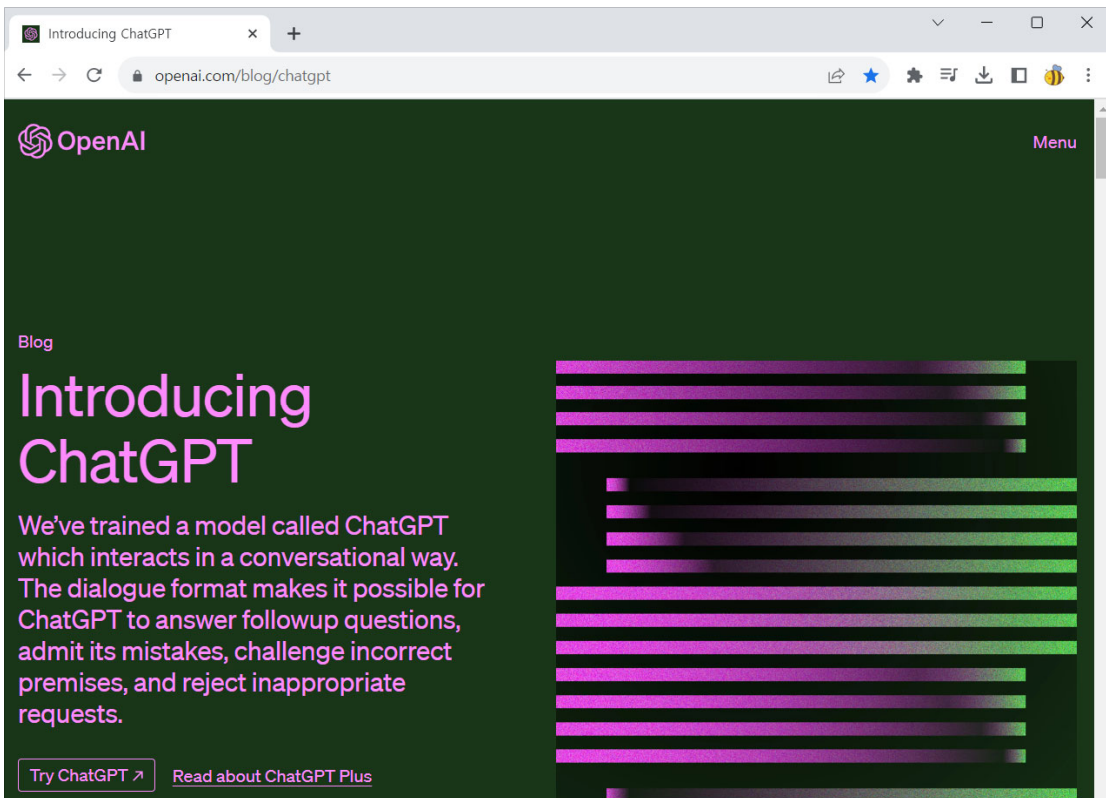 Introducing ChatGPT
openai.com/blog/chatgpt
OpenAI
Menu
Blog
Introducing
ChatGPT
We’ve trained a model called ChatGPT
which interacts in a conversational way.
The dialogue format makes it possible for
ChatGPT to answer followup questions,
admit its mistakes, challenge incorrect
premises, and reject inappropriate
requests.
Try ChatGPT ↗
Read about ChatGPT Plus